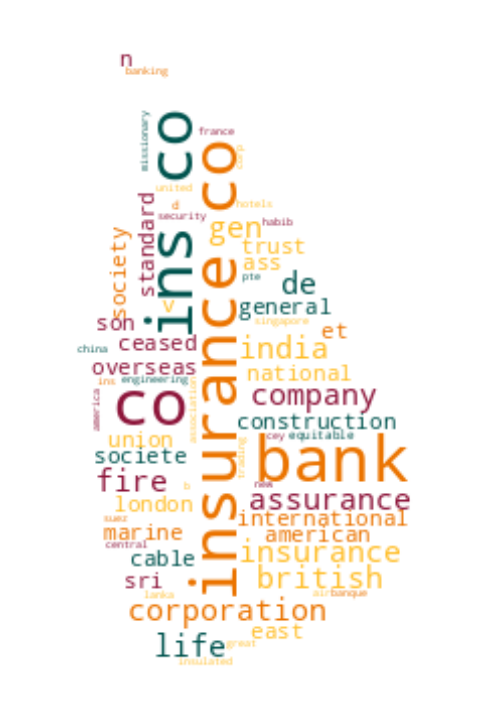 n
banking
missionary
ins co
france
insurance co
corp
united
standard
d
hotels
security
habib
society
gen
v
trust
ass
pte
de
general
son
singapore
et
ceased
china
india
overseas
national
ins
engineering
america
co
association
company
construction
union
cey
equitable
societe
bank
trading
fire
b
new
assurance
london
international
suez
marine
american
central
insurance
cable
british
sri
lanka
air
banque
corporation
east
life
great
insulated